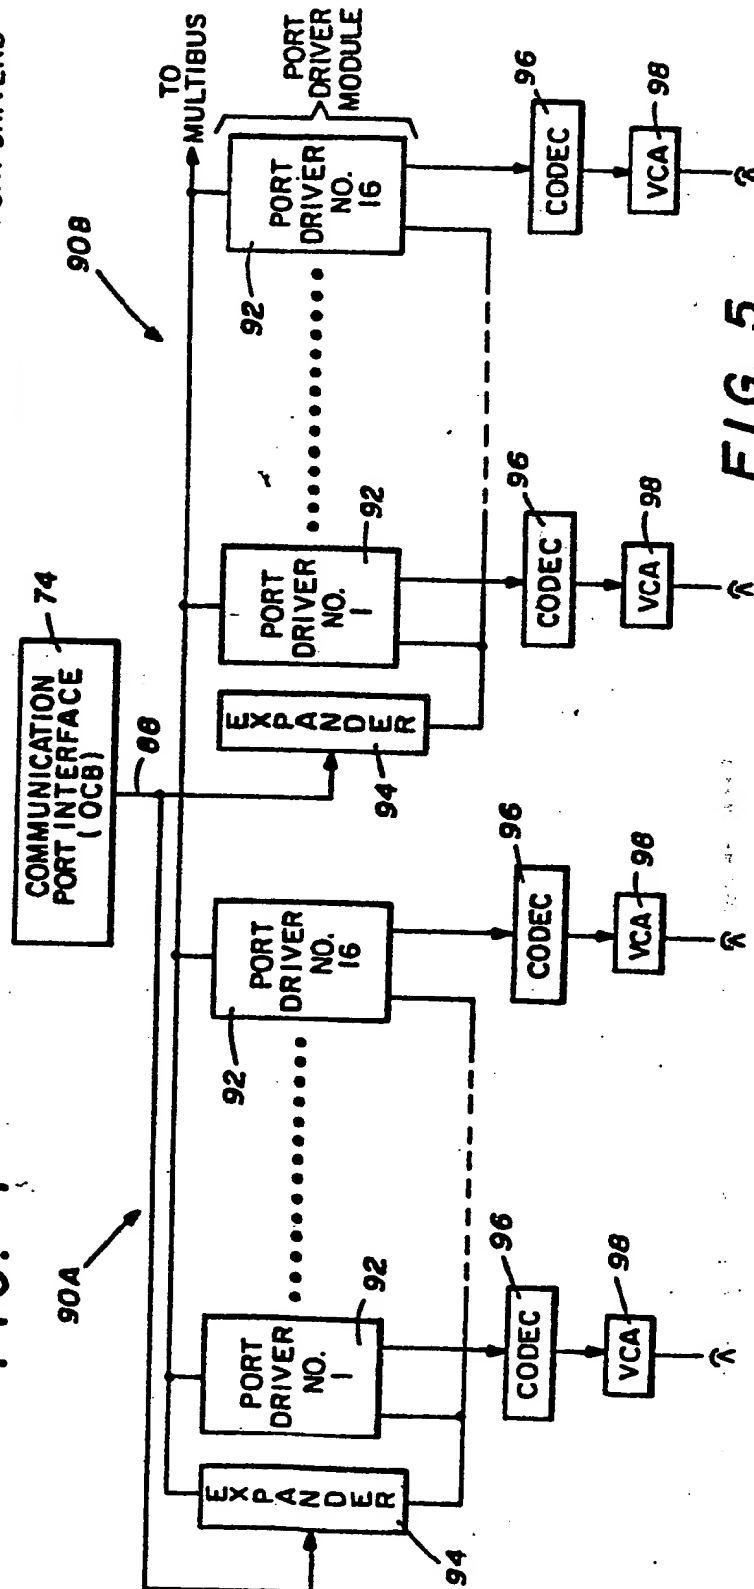 COMMUNICATION
PORT INTERFACE
(OCB)
74
90A
88
90B
TO
MULTIBUS
EXPANDER
94
PORT
DRIVER
NO.
1
92
92
PORT
DRIVER
NO.
16
EXPANDER
94
PORT
DRIVER
NO.
1
92
92
PORT
DRIVER
NO.
16
PORT
DRIVER
MODULE
CODEC
96
CODEC
96
CODEC
96
CODEC
96
VCA
98
VCA
98
VCA
98
VCA
98
FIG. 5